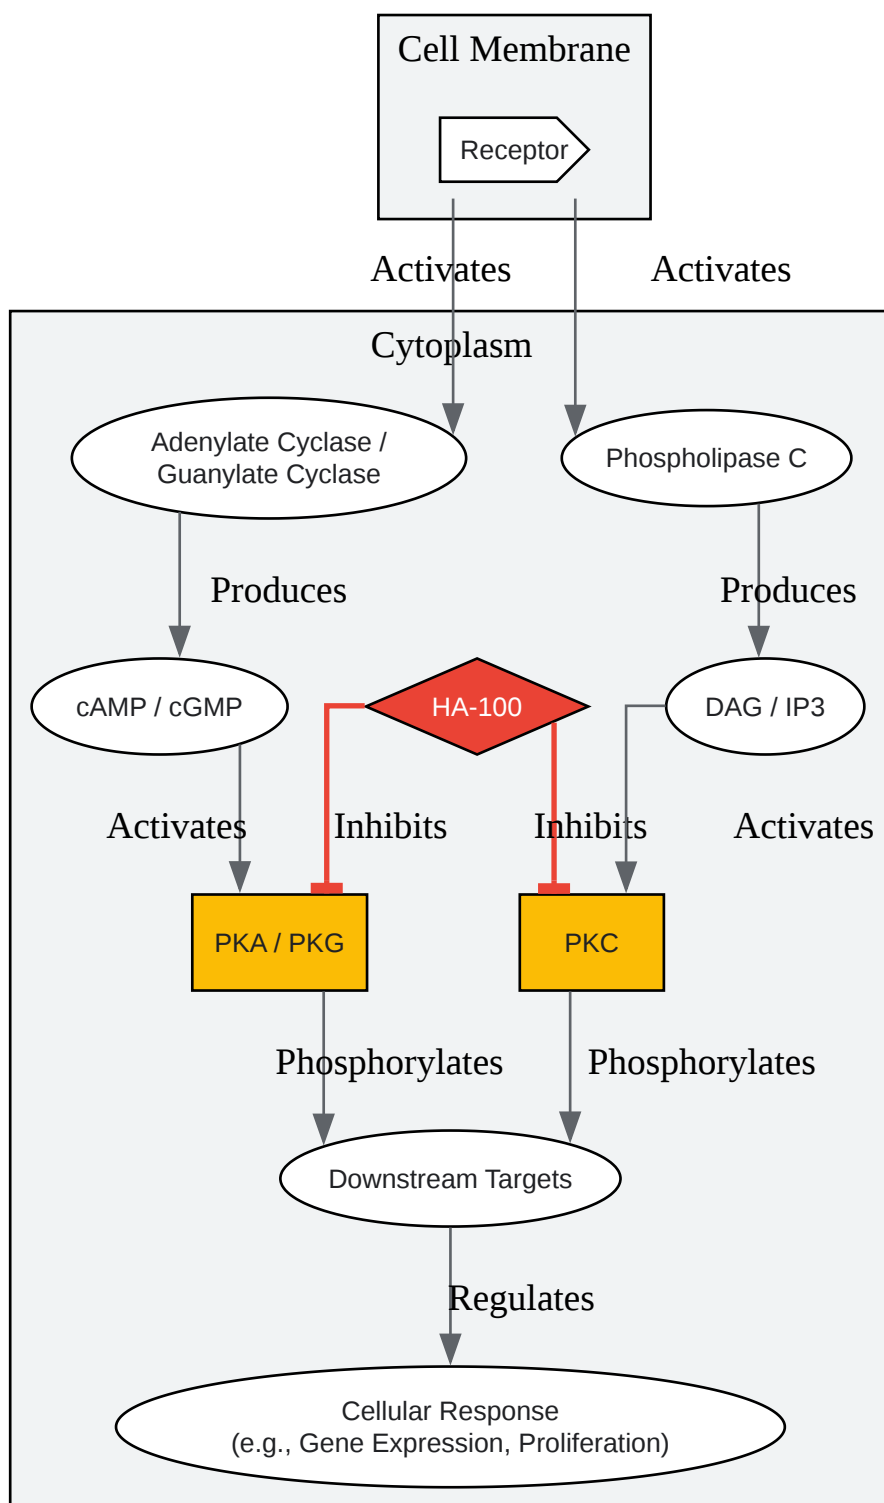 Cell Membrane
Receptor
Activates
Activates
Cytoplasm
Adenylate Cyclase /
Guanylate Cyclase
Phospholipase C
Produces
Produces
cAMP / cGMP
HA-100
DAG / IP3
Activates
Inhibits
Inhibits
Activates
PKA / PKG
PKC
Phosphorylates
Phosphorylates
Downstream Targets
Regulates
Cellular Response
(e.g., Gene Expression, Proliferation)